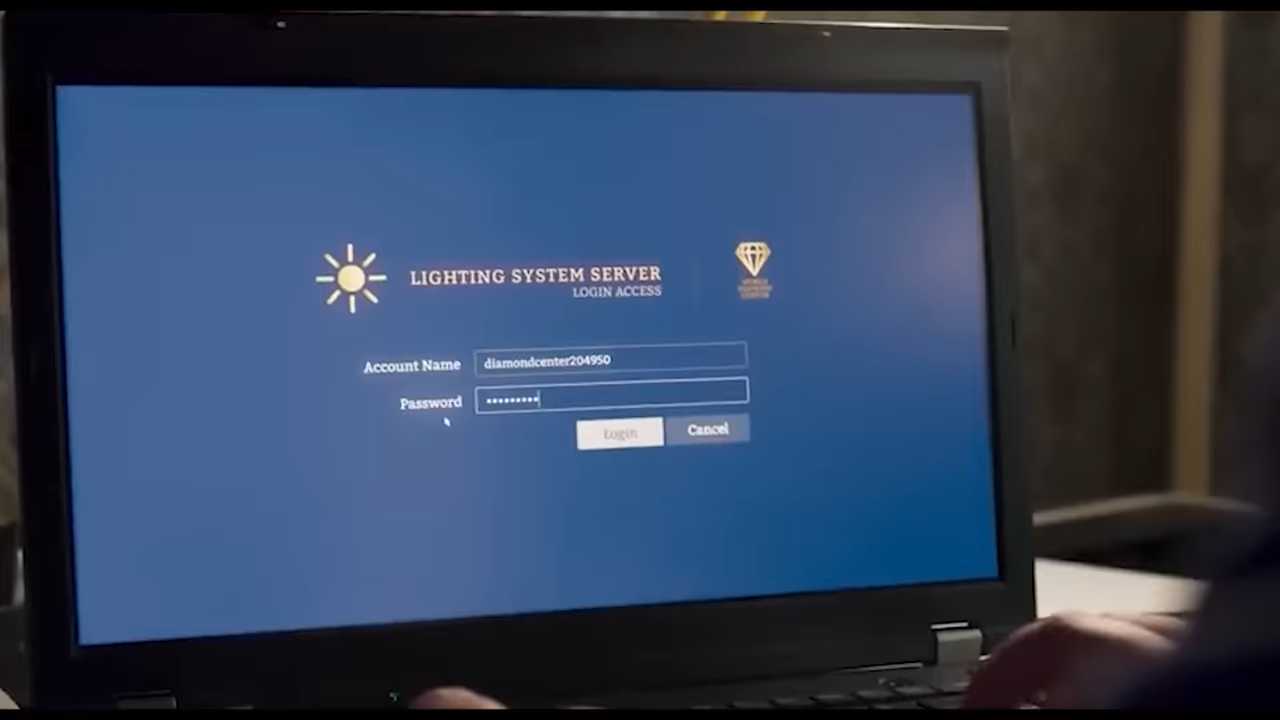 LIGHTING SYSTEM SERVER
LOGIN ACCESS
Account Name diamondcenter204950
Password •••••••••
Login Cancel